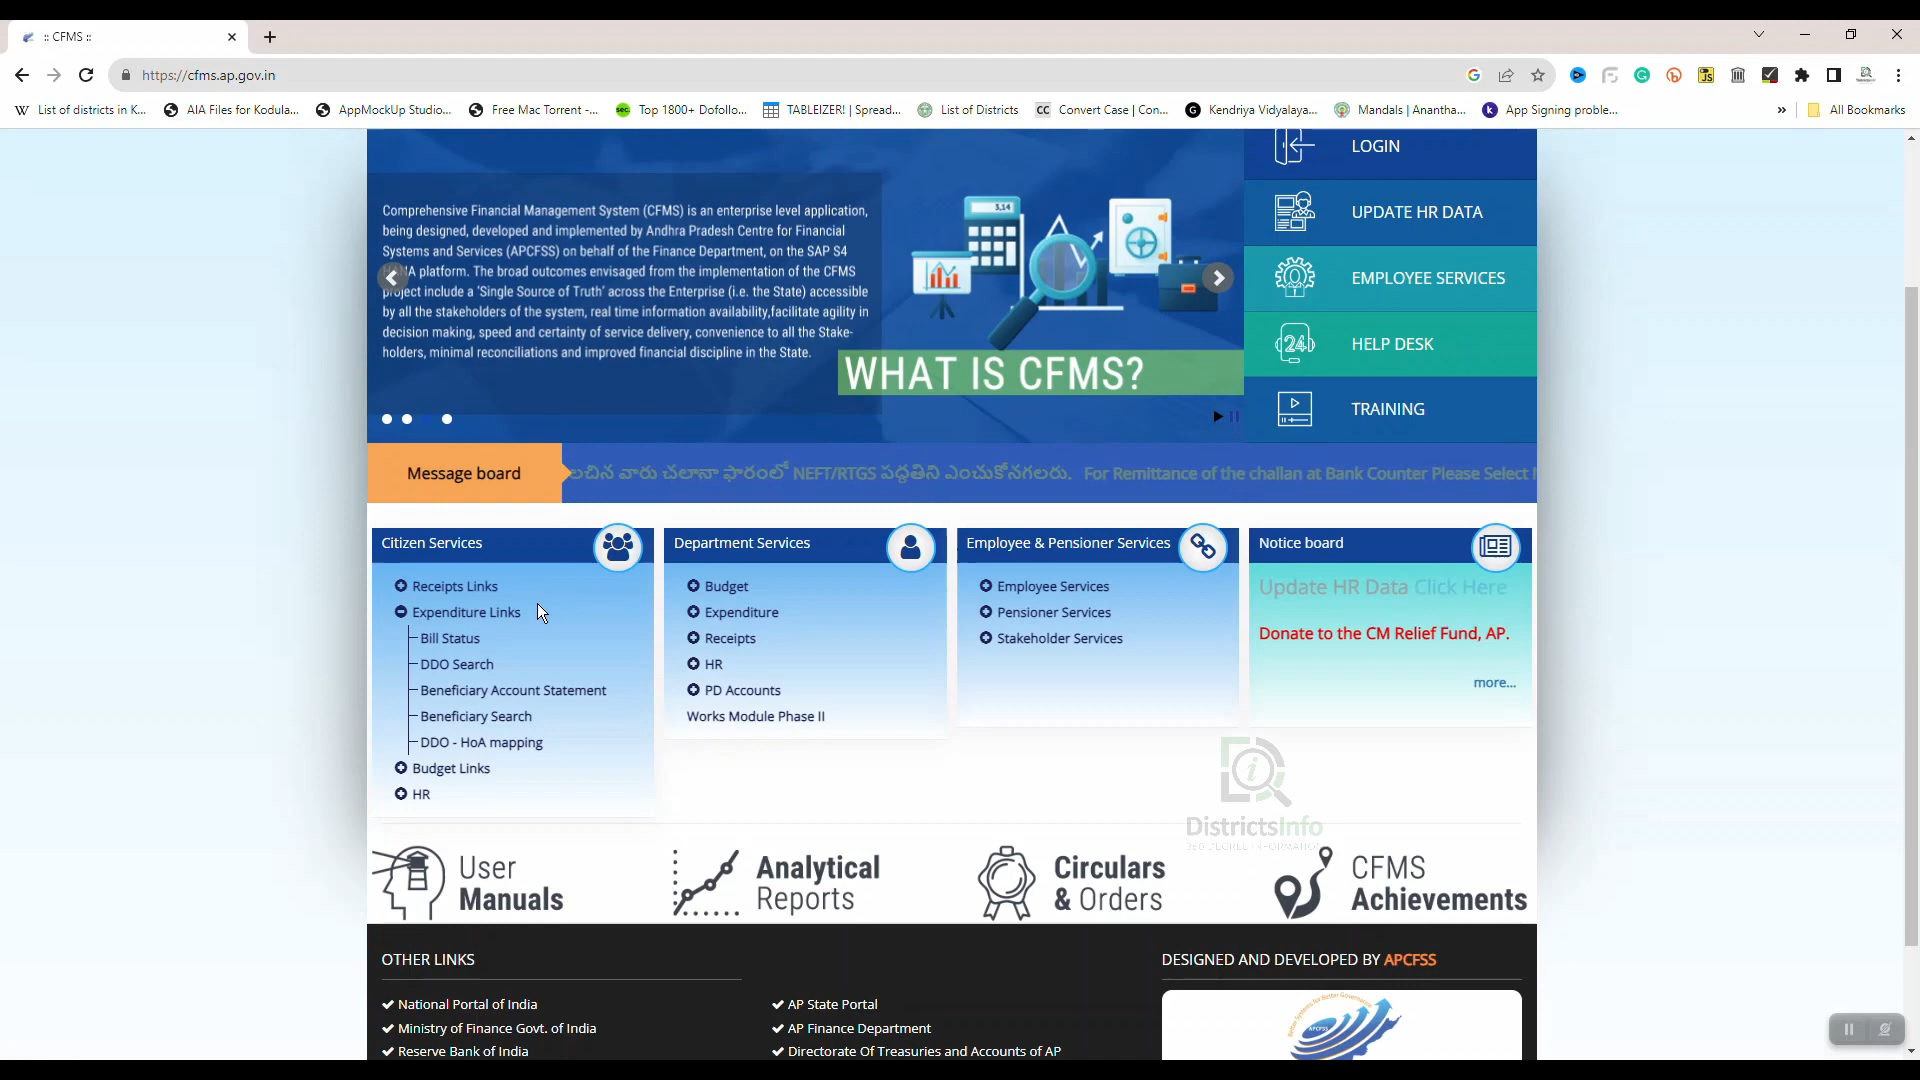 :: CFMS ::
https://cfms.ap.gov.in
List of districts in K...
AIA Files for Kodula...
AppMockUp Studio...
Free Mac Torrent -...
Top 1800+ Dofollo...
TABLEIZER! | Spread...
List of Districts
CC Convert Case | Con...
Kendriya Vidyalaya...
Mandals | Anantha...
App Signing proble...
All Bookmarks
Comprehensive Financial Management System (CFMS) is an enterprise level application,
being designed, developed and implemented by Andhra Pradesh Centre for Financial
Systems and Services (APCFSS) on behalf of the Finance Department, on the SAP S4
HANA platform. The broad outcomes envisaged from the implementation of the CFMS
project include a 'Single Source of Truth' across the Enterprise (i.e. the State) accessible
by all the stakeholders of the system, real time information availability,facilitate agility in
decision making, speed and certainty of service delivery, convenience to all the Stake-
holders, minimal reconciliations and improved financial discipline in the State.
3,14
WHAT IS CFMS?
LOGIN
UPDATE HR DATA
EMPLOYEE SERVICES
24
HELP DESK
TRAINING
Message board
లచిన వారు చలానా ఫారంలో NEFT/RTGS పద్ధతిని ఎంచుకోనగలరు. For Remittance of the challan at Bank Counter Please Select
Citizen Services
Receipts Links
Expenditure Links
Bill Status
DDO Search
Beneficiary Account Statement
Beneficiary Search
DDO - HoA mapping
Budget Links
HR
Department Services
Budget
Expenditure
Receipts
HR
PD Accounts
Works Module Phase II
Employee & Pensioner Services
Employee Services
Pensioner Services
Stakeholder Services
Notice board
Update HR Data Click Here
Donate to the CM Relief Fund, AP.
more...
DistrictsInfo
360 DEGREE INFORMATION
User
Manuals
Analytical
Reports
Circulars
& Orders
CFMS
Achievements
OTHER LINKS
National Portal of India
Ministry of Finance Govt. of India
Reserve Bank of India
AP State Portal
AP Finance Department
Directorate Of Treasuries and Accounts of AP
DESIGNED AND DEVELOPED BY APCFSS
APCFSS